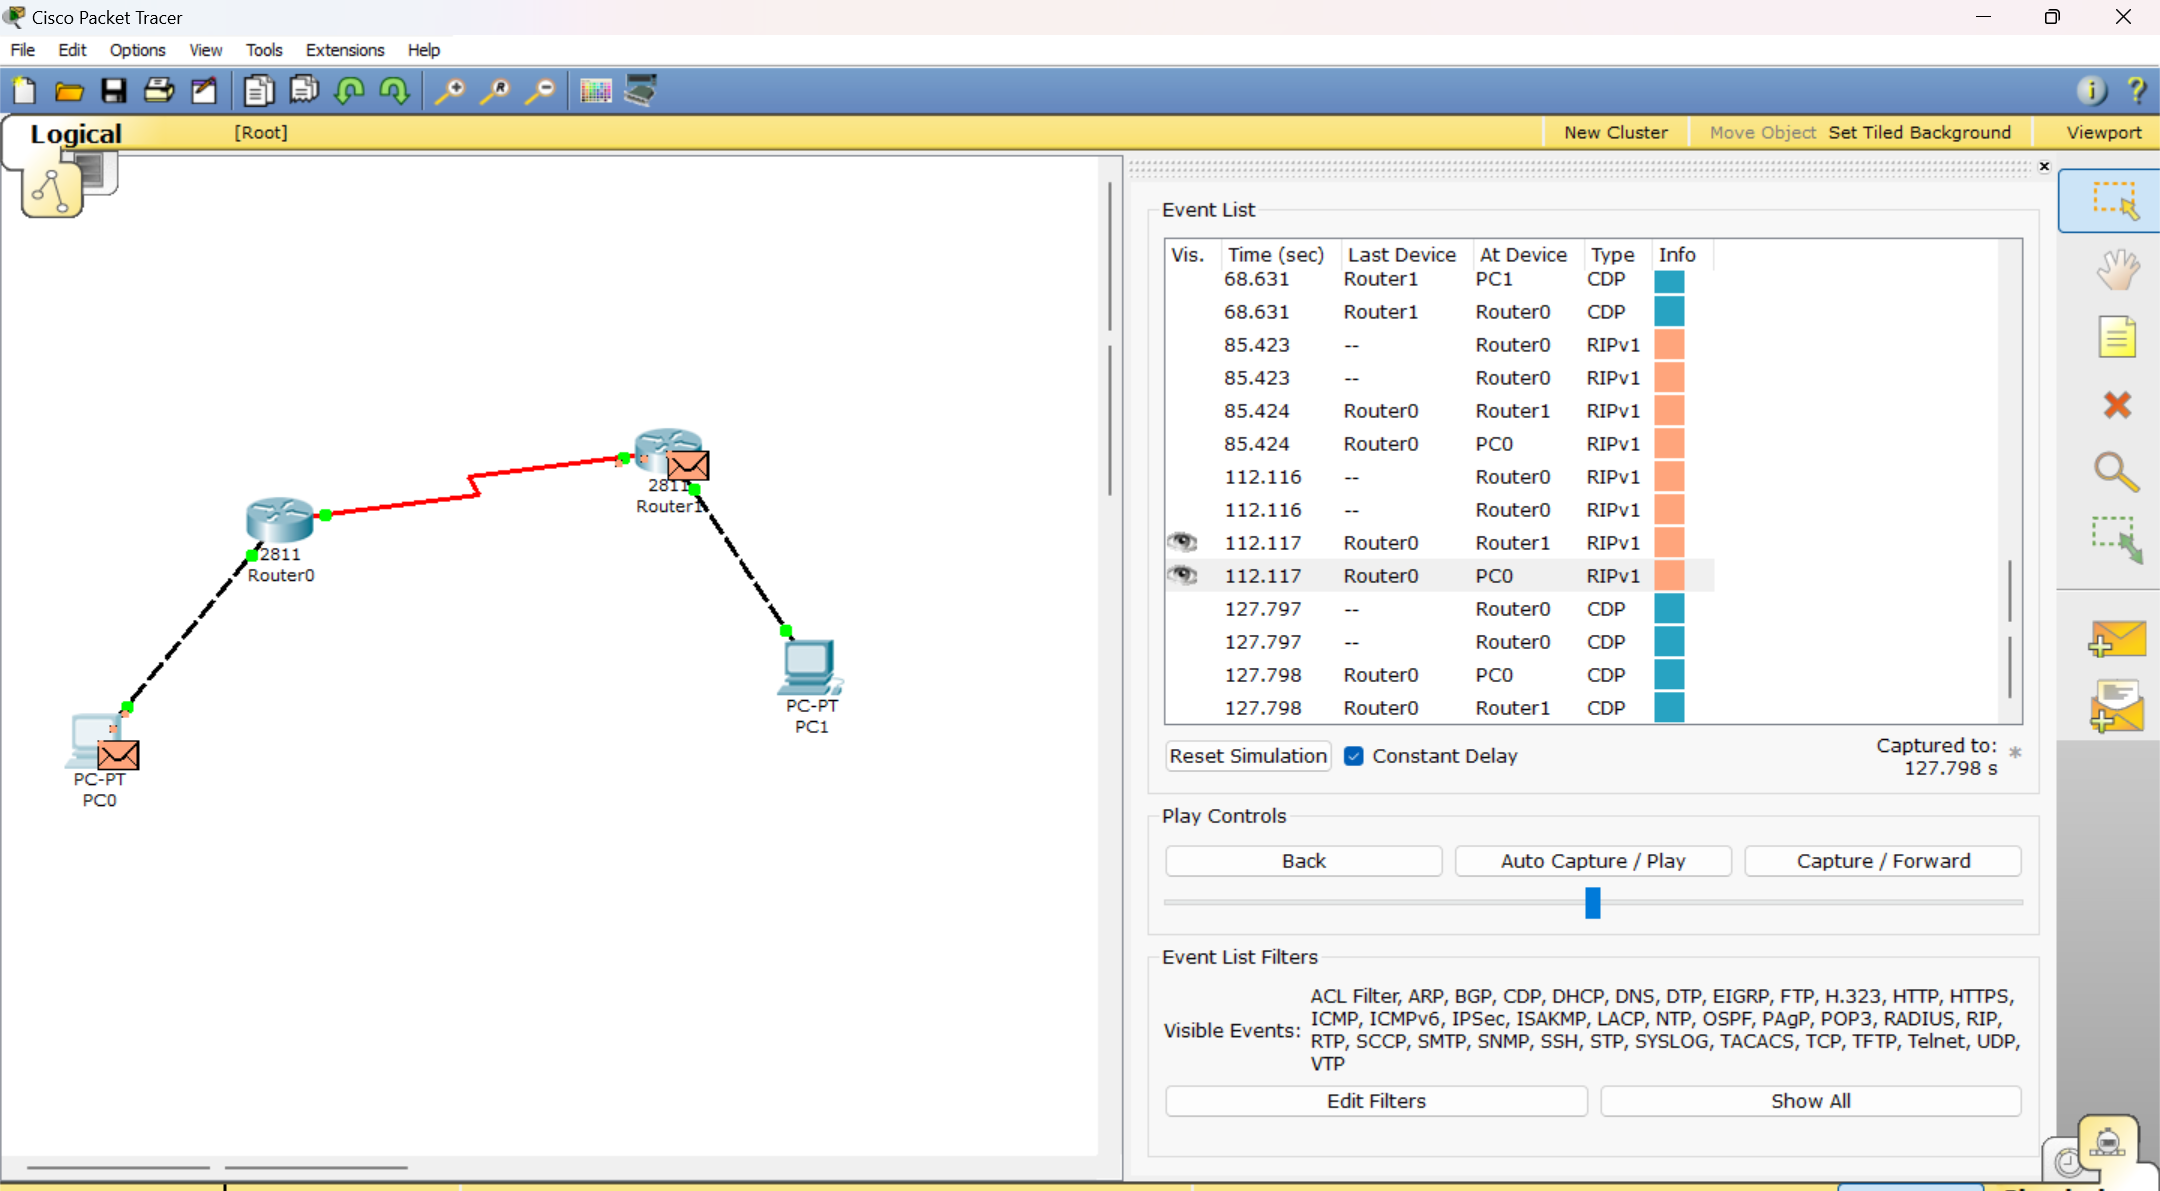 Cisco Packet Tracer
File Edit Options View Tools Extensions Help
Logical [Root] New Cluster Move Object Set Tiled Background Viewport
2811
Router1
2811
Router0
PC-PT
PC1
PC-PT
PC0
Event List
Vis. Time (sec) Last Device At Device Type Info
68.631 Router1 PC1 CDP
68.631 Router1 Router0 CDP
85.423 -- Router0 RIPv1
85.423 -- Router0 RIPv1
85.424 Router0 Router1 RIPv1
85.424 Router0 PC0 RIPv1
112.116 -- Router0 RIPv1
112.116 -- Router0 RIPv1
112.117 Router0 Router1 RIPv1
112.117 Router0 PC0 RIPv1
127.797 -- Router0 CDP
127.797 -- Router0 CDP
127.798 Router0 PC0 CDP
127.798 Router0 Router1 CDP
Reset Simulation Constant Delay Captured to: *
127.798 s
Play Controls
Back Auto Capture / Play Capture / Forward
Event List Filters
Visible Events: ACL Filter, ARP, BGP, CDP, DHCP, DNS, DTP, EIGRP, FTP, H.323, HTTP, HTTPS,
ICMP, ICMPv6, IPSec, ISAKMP, LACP, NTP, OSPF, PAgP, POP3, RADIUS, RIP,
RTP, SCCP, SMTP, SNMP, SSH, STP, SYSLOG, TACACS, TCP, TFTP, Telnet, UDP,
VTP
Edit Filters Show All